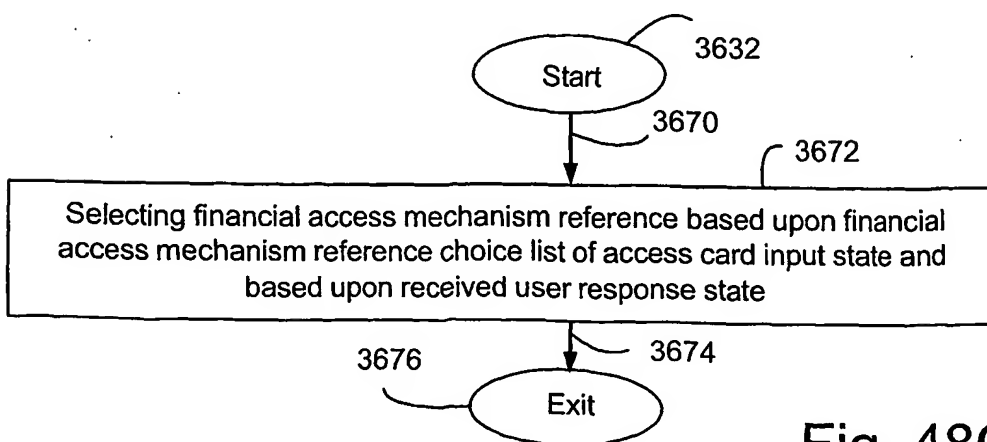 3632
Start
3670
3672
Selecting financial access mechanism reference based upon financial
access mechanism reference choice list of access card input state and
based upon received user response state
3674
3676
Exit